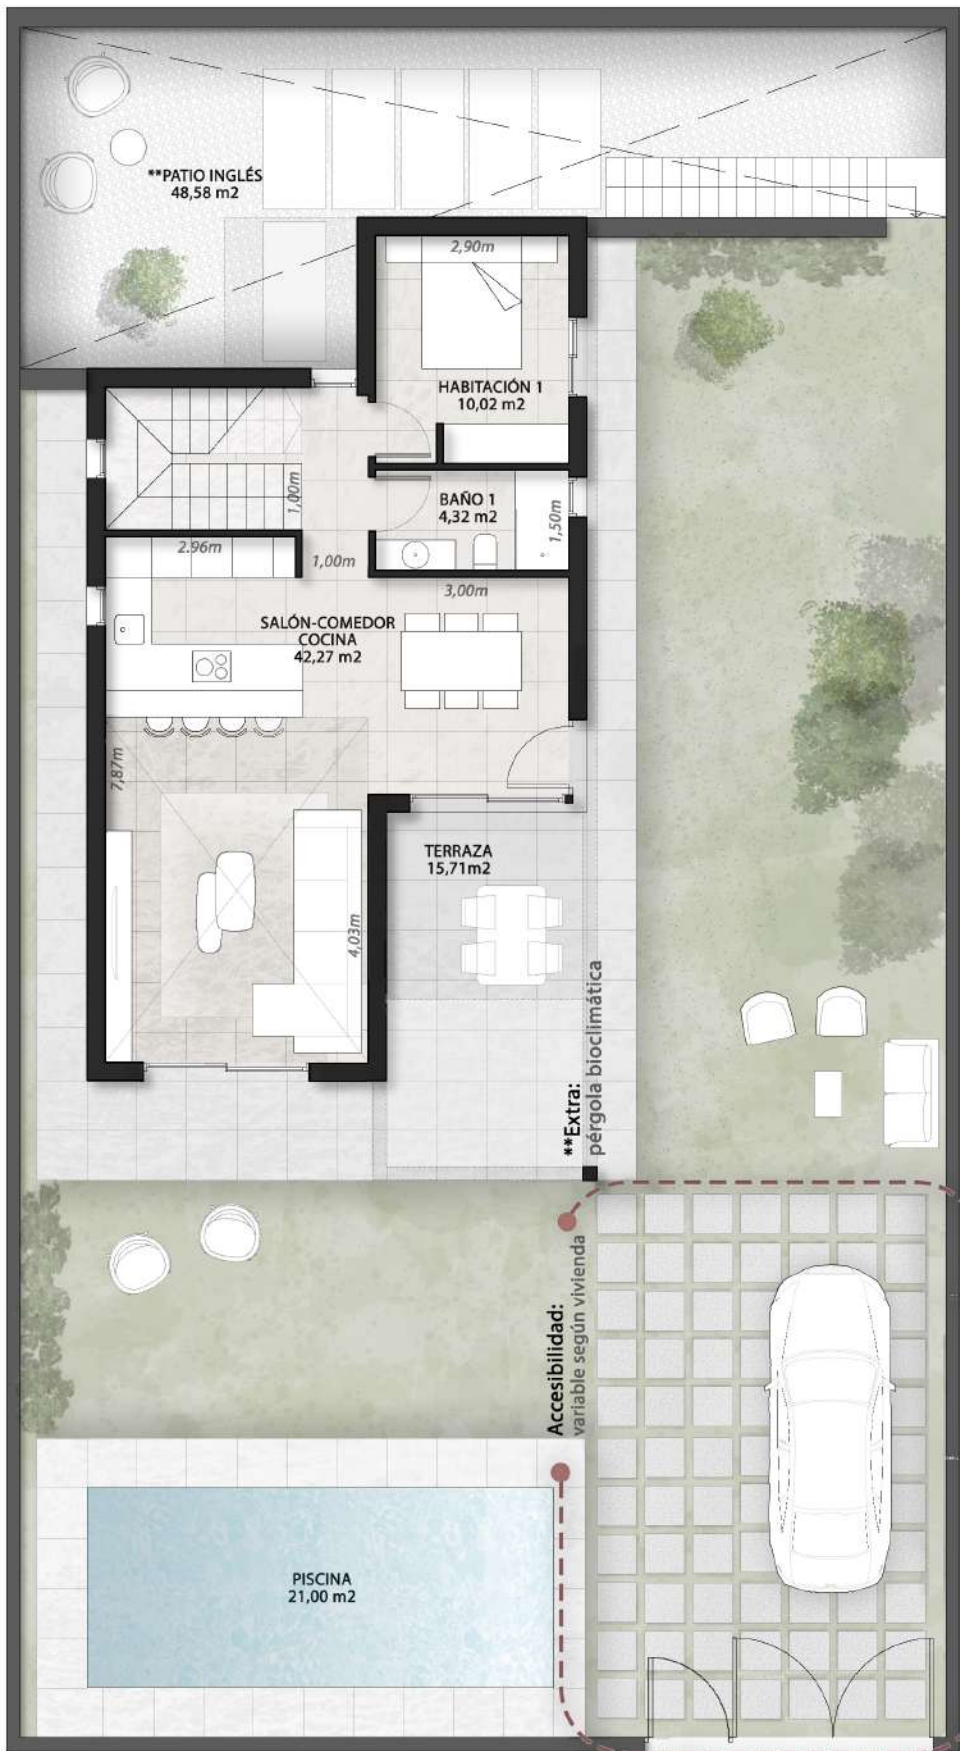 **PATIO INGLÉS
48,58 m2
2,90m
HABITACIÓN 1
10,02 m2
1,00m
BAÑO 1
4,32 m2
1,50m
2.96m
1,00m
3,00m
SALÓN-COMEDOR
COCINA
42,27 m2
7,87m
TERRAZA
15,71m2
4,03m
**Extra:
pérgola bioclimática
Accesibilidad:
variable según vivienda
PISCINA
21,00 m2